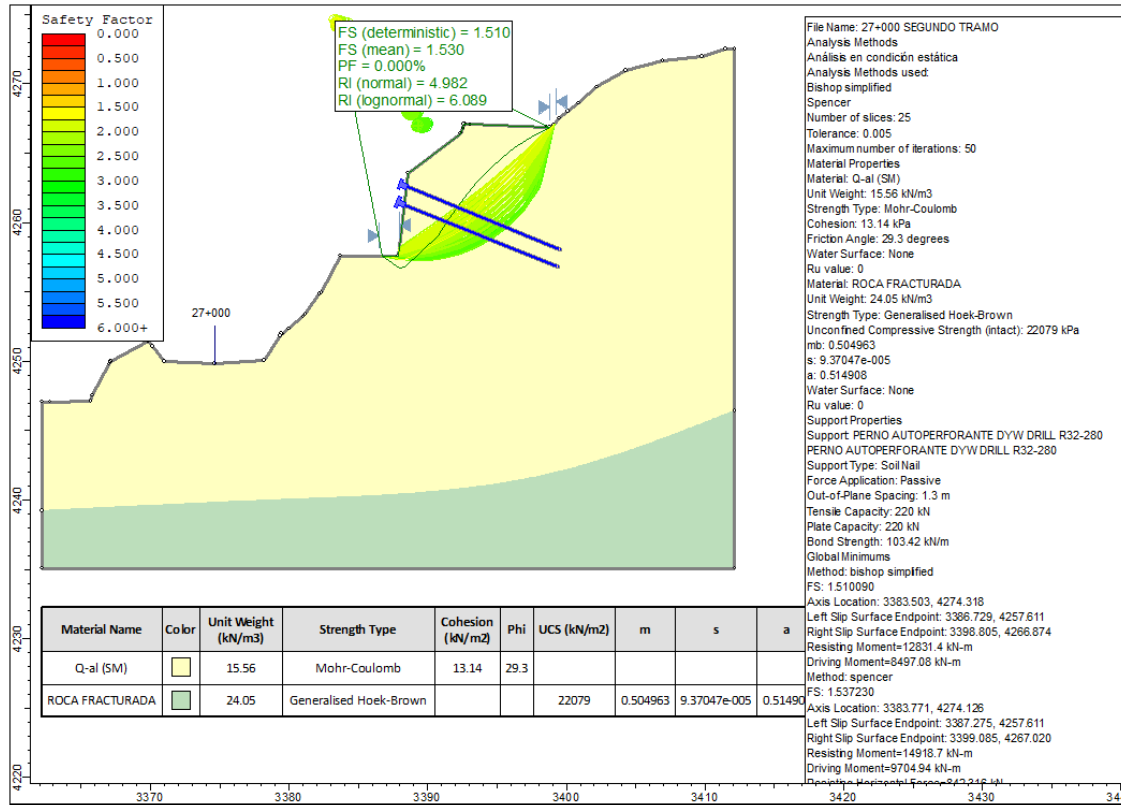 Safety Factor
0.000
0.500
1.000
1.500
2.000
2.500
3.000
3.500
4.000
4.500
5.000
5.500
6.000+
FS (deterministic) = 1.510
FS (mean) = 1.530
PF = 0.000%
RI (normal) = 4.982
RI (lognormal) = 6.089
27+000
4270
4260
4250
4240
4230
4220
3370
3380
3390
3400
3410
3420
3430
File Name: 27+000 SEGUNDO TRAMO
Analysis Methods
Análisis en condición estática
Analysis Methods used:
Bishop simplified
Spencer
Number of slices: 25
Tolerance: 0.005
Maximum number of iterations: 50
Material Properties
Material: Q-al (SM)
Unit Weight: 15.56 kN/m3
Strength Type: Mohr-Coulomb
Cohesion: 13.14 kPa
Friction Angle: 29.3 degrees
Water Surface: None
Ru value: 0
Material: ROCA FRACTURADA
Unit Weight: 24.05 kN/m3
Strength Type: Generalised Hoek-Brown
Unconfined Compressive Strength (intact): 22079 kPa
mb: 0.504963
s: 9.37047e-005
a: 0.514908
Water Surface: None
Ru value: 0
Support Properties
Support: PERNO AUTOPERFORANTE DYW DRILL R32-280
PERNO AUTOPERFORANTE DYW DRILL R32-280
Support Type: Soil Nail
Force Application: Passive
Out-of-Plane Spacing: 1.3 m
Tensile Capacity: 220 kN
Plate Capacity: 220 kN
Bond Strength: 103.42 kN/m
Global Minimums
Method: bishop simplified
FS: 1.510090
Axis Location: 3383.503, 4274.318
Left Slip Surface Endpoint: 3386.729, 4257.611
Right Slip Surface Endpoint: 3398.805, 4266.874
Resisting Moment=12831.4 kN-m
Driving Moment=8497.08 kN-m
Method: spencer
FS: 1.537230
Axis Location: 3383.771, 4274.126
Left Slip Surface Endpoint: 3387.275, 4257.611
Right Slip Surface Endpoint: 3399.085, 4267.020
Resisting Moment=14918.7 kN-m
Driving Moment=9704.94 kN-m
Material Name Color Unit Weight (kN/m3) Strength Type Cohesion (kN/m2) Phi UCS (kN/m2) m s a
Q-al (SM) 15.56 Mohr-Coulomb 13.14 29.3
ROCA FRACTURADA 24.05 Generalised Hoek-Brown 22079 0.504963 9.37047e-005 0.51490